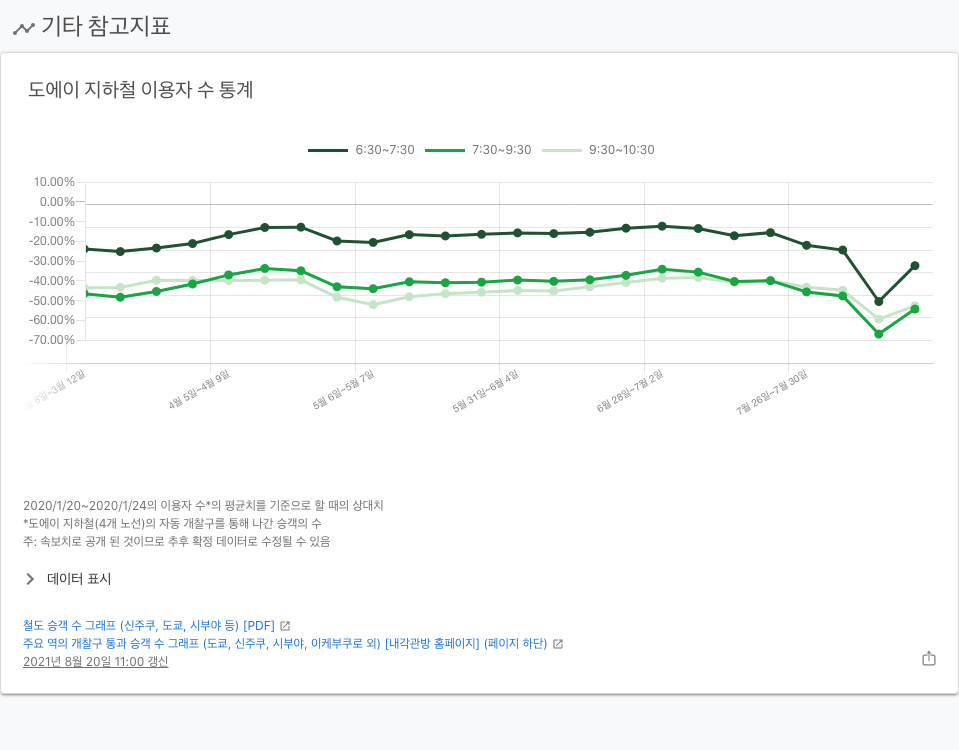 기타 참고지표
도에이 지하철 이용자 수 통계
6:30~7:30 7:30~9:30 9:30~10:30
10.00%
0.00%
-10.00%
-20.00%
-30.00%
-40.00%
-50.00%
-60.00%
-70.00%
8일~3월 12일
4월 5일~4월 9일
5월 6일~5월 7일
5월 31일~6월 4일
6월 28일~7월 2일
7월 26일~7월 30일
2020/1/20~2020/1/24의 이용자 수*의 평균치를 기준으로 할 때의 상대치
*도에이 지하철(4개 노선)의 자동 개찰구를 통해 나간 승객의 수
주: 속보치로 공개 된 것이므로 추후 확정 데이터로 수정될 수 있음
데이터 표시
철도 승객 수 그래프 (신주쿠, 도쿄, 시부야 등) [PDF]
주요 역의 개찰구 통과 승객 수 그래프 (도쿄, 신주쿠, 시부야, 이케부쿠로 외) [내각관방 홈페이지] (페이지 하단)
2021년 8월 20일 11:00 갱신